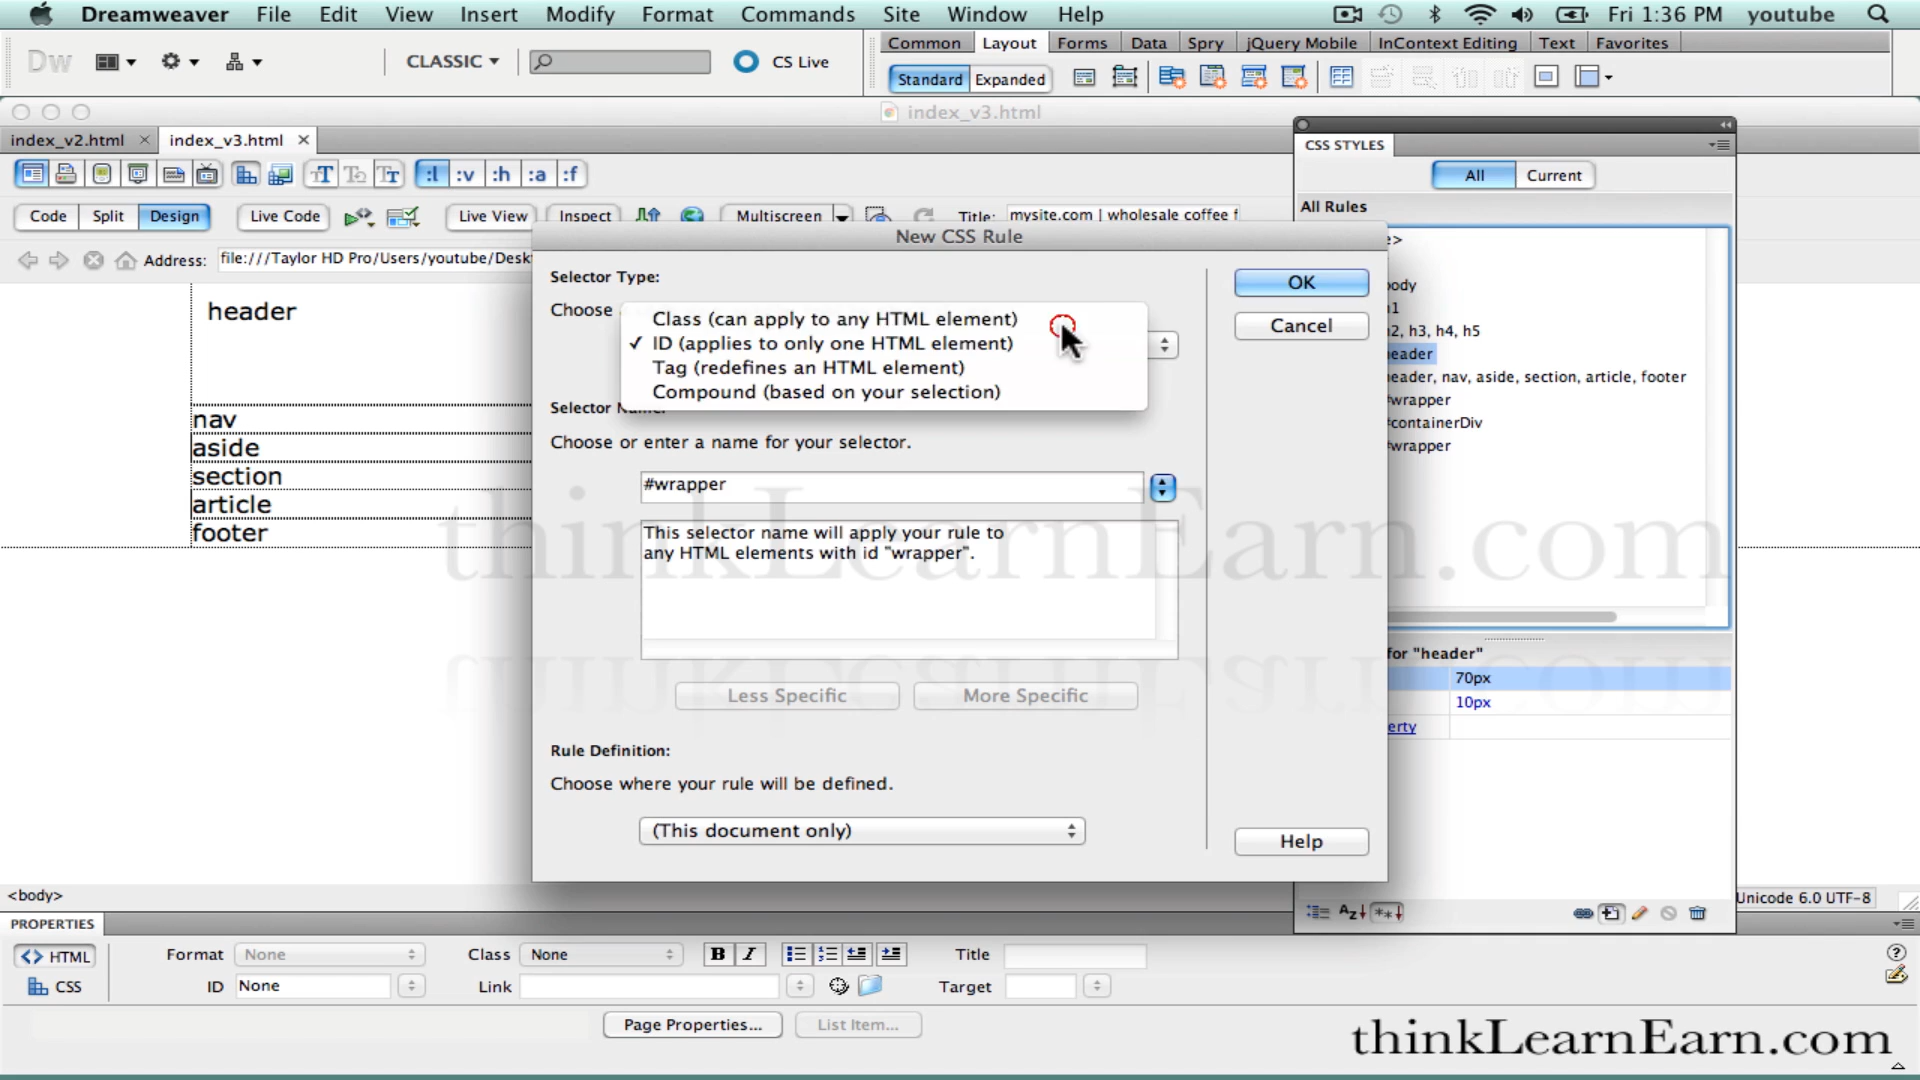 Dreamweaver File Edit View Insert Modify Format Commands Site Window Help Fri 1:36 PM youtube
Dw CLASSIC CS Live
Common Layout Forms Data Spry jQuery Mobile InContext Editing Text Favorites
Standard Expanded
index_v3.html
index_v2.html index_v3.html
:l :v :h :a :f
Code Split Design Live Code Live View Inspect Multiscreen Title: mysite.com | wholesale coffee f
Address: file:///Taylor HD Pro/Users/youtube/Desk
header
nav
aside
section
article
footer
New CSS Rule
Selector Type:
Choose
Class (can apply to any HTML element)
✓ ID (applies to only one HTML element)
Tag (redefines an HTML element)
Compound (based on your selection)
Selector
Choose or enter a name for your selector.
#wrapper
This selector name will apply your rule to
any HTML elements with id "wrapper".
Less Specific More Specific
Rule Definition:
Choose where your rule will be defined.
(This document only)
OK
Cancel
Help
CSS STYLES
All Current
All Rules
body
h2, h3, h4, h5
header
header, nav, aside, section, article, footer
#wrapper
#containerDiv
#wrapper
for "header"
70px
10px
erty
thinkLearnEarn.com
<body> Unicode 6.0 UTF-8
PROPERTIES
<> HTML Format None Class None B I Title
CSS ID None Link Target
Page Properties... List Item...
thinkLearnEarn.com